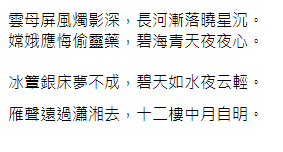 雲母屏風燭影深，長河漸落曉星沉。
嫦娥應悔偷靈藥，碧海青天夜夜心。
冰簟銀床夢不成，碧天如水夜云輕。
雁聲遠過瀟湘去，十二樓中月自明。